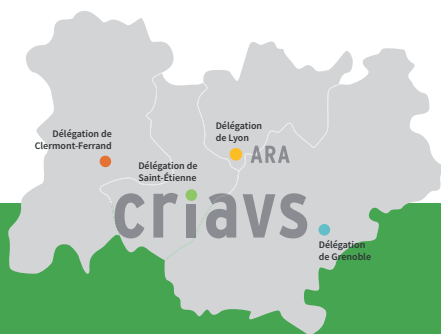 Délégation
de Lyon
ARA
Délégation de
Clermont-Ferrand
Délégation de
Saint-Étienne
criavs
Délégation
de Grenoble